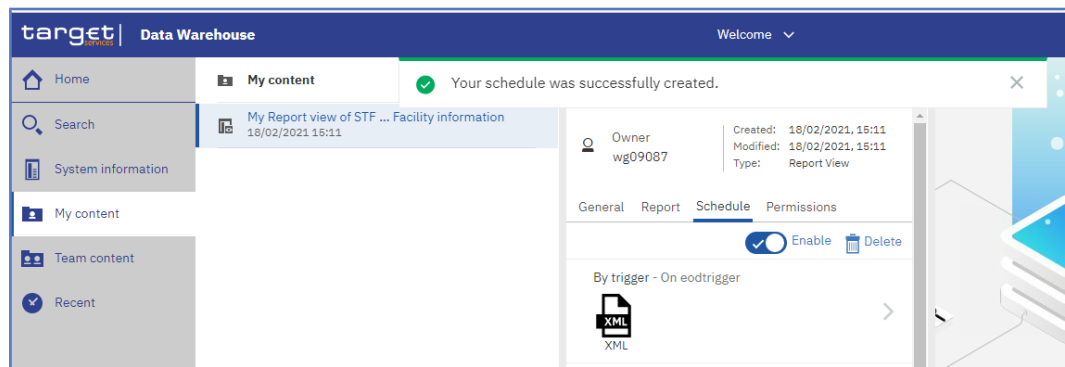 target services | Data Warehouse
Welcome
Home
Search
System information
My content
Team content
Recent
My content
My Report view of STF ... Facility information
18/02/2021 15:11
Your schedule was successfully created.
Owner
wg09087
Created: 18/02/2021, 15:11
Modified: 18/02/2021, 15:11
Type: Report View
General Report Schedule Permissions
Enable Delete
By trigger - On eodtrigger
XML
XML